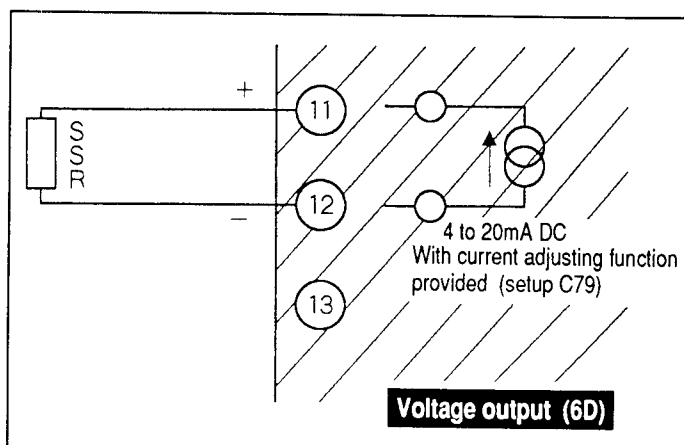 +
11
S
S
R
12
−
4 to 20mA DC
With current adjusting function
provided (setup C79)
13
Voltage output (6D)